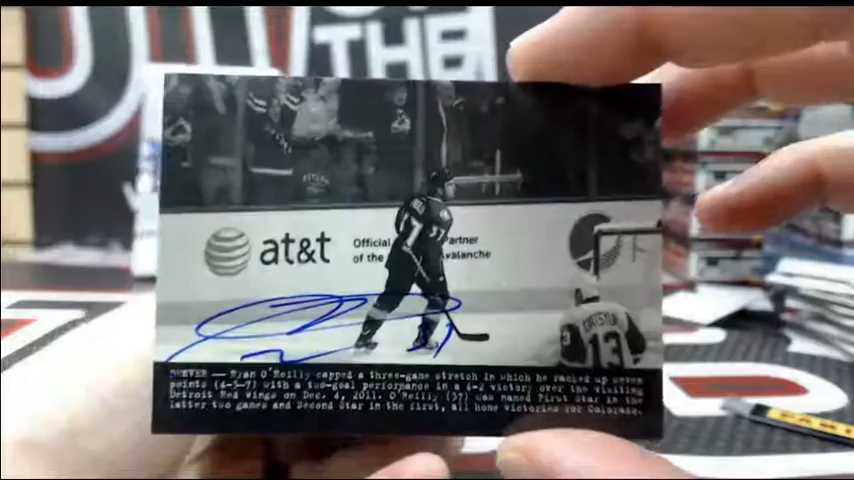 THE
at&t
Official Partner
of the Avalanche
37
13
DENVER — Ryan O'Reilly capped a three-game stretch in which he racked up seven
points (4-3-7) with a two-goal performance in a 4-2 victory over the visiting
Detroit Red Wings on Dec. 4, 2011. O'Reilly (37) was named First Star in the
latter two games and Second Star in the first, all home victories for Colorado.